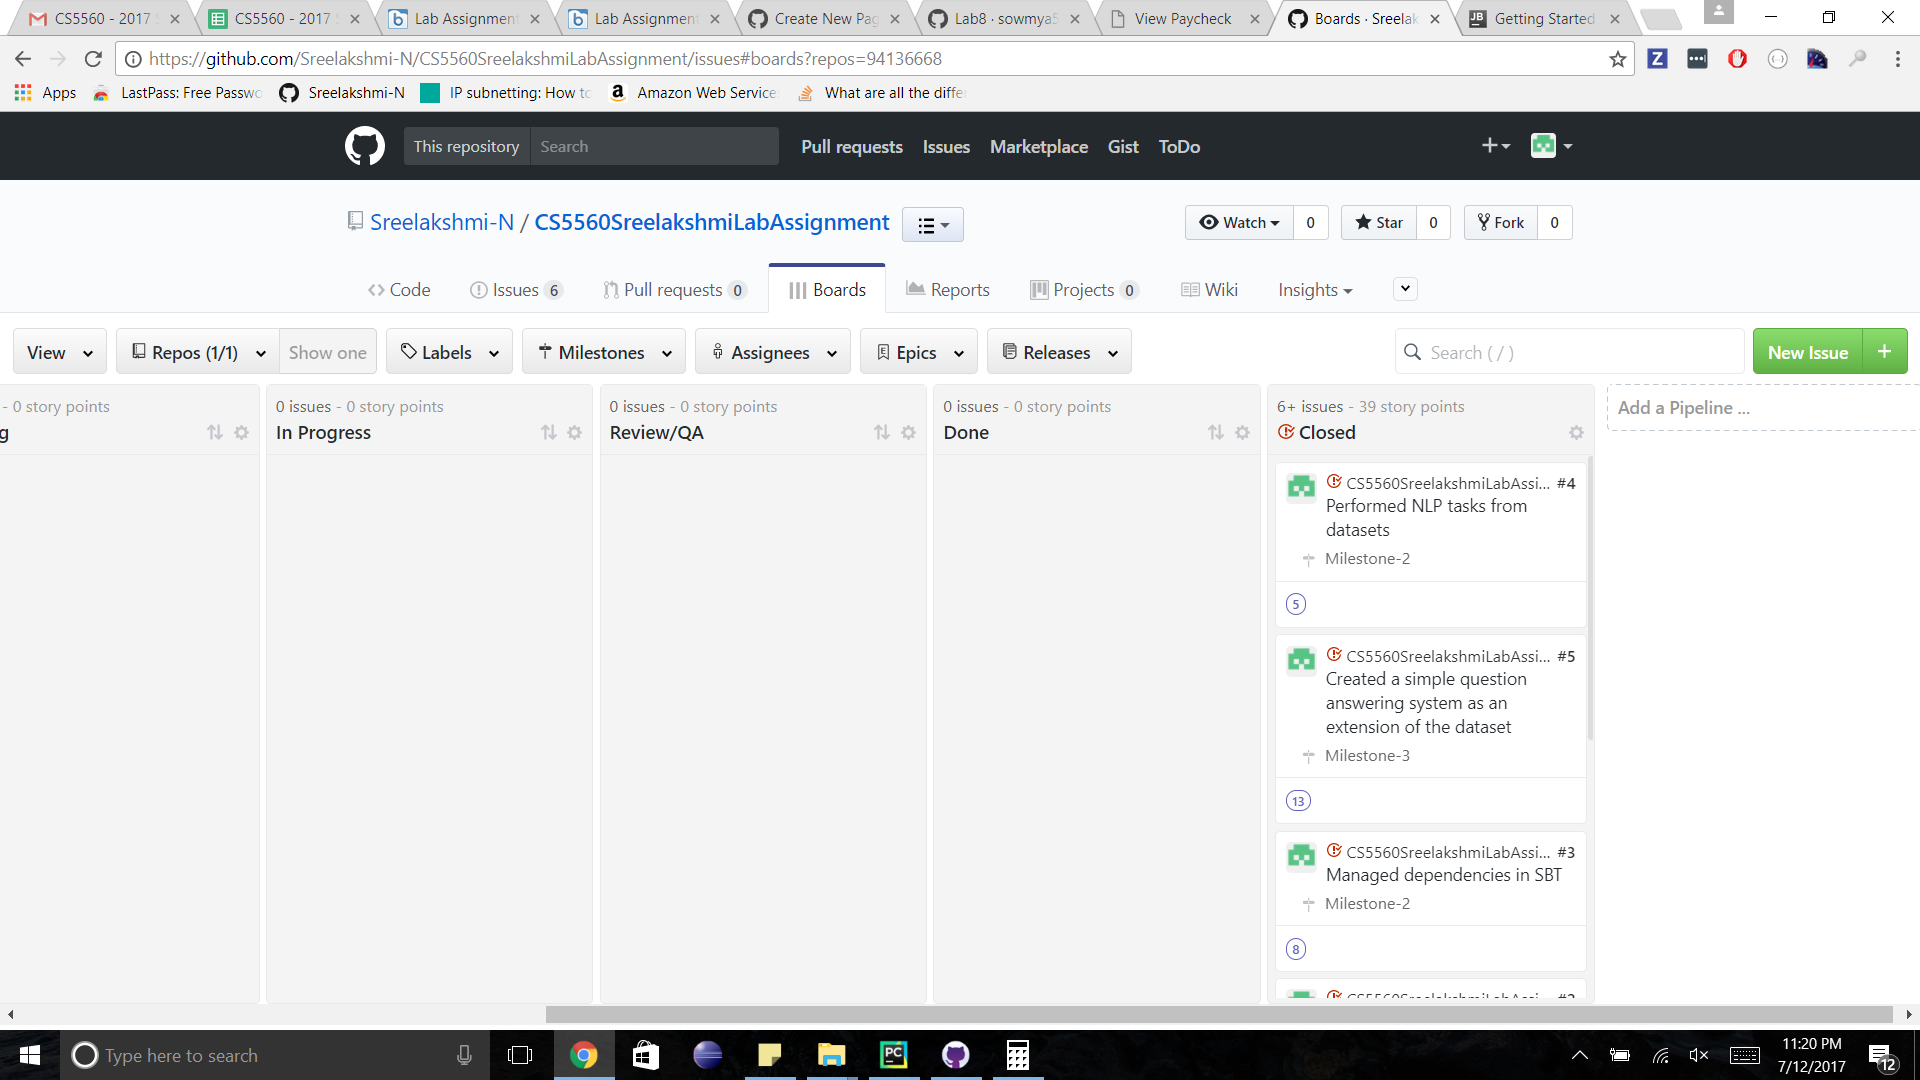 CS5560 - 2017
CS5560 - 2017
Lab Assignment
Lab Assignment
Create New Pag
Lab8 · sowmya5
View Paycheck
Boards · Sreelak
Getting Started
https://github.com/Sreelakshmi-N/CS5560SreelakshmiLabAssignment/issues#boards?repos=94136668
Apps
LastPass: Free Passwo
Sreelakshmi-N
IP subnetting: How to
Amazon Web Service
What are all the differ
This repository
Search
Pull requests
Issues
Marketplace
Gist
ToDo
Sreelakshmi-N / CS5560SreelakshmiLabAssignment
Watch
0
Star
0
Fork
0
Code
Issues 6
Pull requests 0
Boards
Reports
Projects 0
Wiki
Insights
View
Repos (1/1)
Show one
Labels
Milestones
Assignees
Epics
Releases
Search ( / )
New Issue
+
- 0 story points
g
0 issues - 0 story points
In Progress
0 issues - 0 story points
Review/QA
0 issues - 0 story points
Done
6+ issues - 39 story points
Closed
Add a Pipeline ...
CS5560SreelakshmiLabAssi... #4
Performed NLP tasks from
datasets
Milestone-2
5
CS5560SreelakshmiLabAssi... #5
Created a simple question
answering system as an
extension of the dataset
Milestone-3
13
CS5560SreelakshmiLabAssi... #3
Managed dependencies in SBT
Milestone-2
8
CS5560SreelakshmiLabAssi... #2
Type here to search
11:20 PM
7/12/2017
12